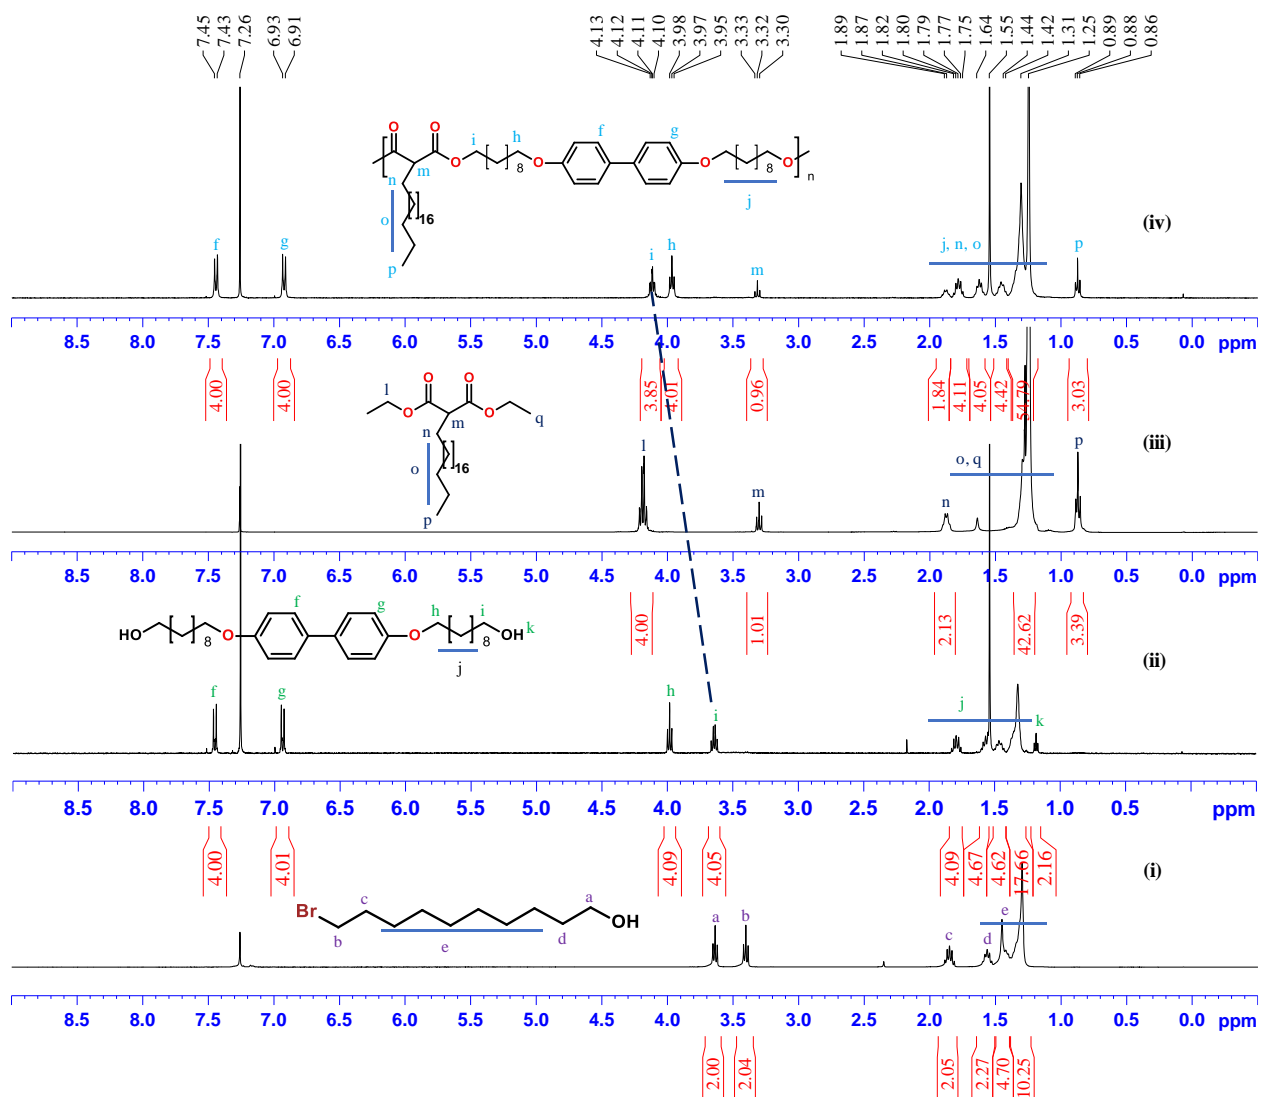 7.45 7.43 7.26 6.93 6.91 4.13 4.12 4.11 4.10 3.98 3.97 3.95 3.33 3.32 3.30 1.89 1.87 1.82 1.80 1.79 1.77 1.75 1.64 1.55 1.44 1.42 1.31 1.25 0.89 0.88 0.86
O O
i h f g
O [ ]8 O O [ ]8 O n
n m
j
o
16
p
(iv)
f g i h m j, n, o p
8.5 8.0 7.5 7.0 6.5 6.0 5.5 5.0 4.5 4.0 3.5 3.0 2.5 2.0 1.5 1.0 0.5 0.0 ppm
4.00 4.00 3.85 4.01 0.96 1.84 4.11 4.05 4.42 54.79 3.03
l O O
O O q
n m
o
16
p
(iii)
l m n o, q p
8.5 8.0 7.5 7.0 6.5 6.0 5.5 5.0 4.5 4.0 3.5 3.0 2.5 2.0 1.5 1.0 0.5 0.0 ppm
4.00 1.01 2.13 42.62 3.39
f g h i
HO [ ]8 O O [ ]8 OH k
j
(ii)
f g h i j k
8.5 8.0 7.5 7.0 6.5 6.0 5.5 5.0 4.5 4.0 3.5 3.0 2.5 2.0 1.5 1.0 0.5 ppm
4.00 4.01 4.09 4.05 4.09 4.67 4.62 17.66 2.16
(i)
Br c a OH
b e d
a b c d e
8.5 8.0 7.5 7.0 6.5 6.0 5.5 5.0 4.5 4.0 3.5 3.0 2.5 2.0 1.5 1.0 0.5 0.0 ppm
2.00 2.04 2.05 2.27 4.70 10.25